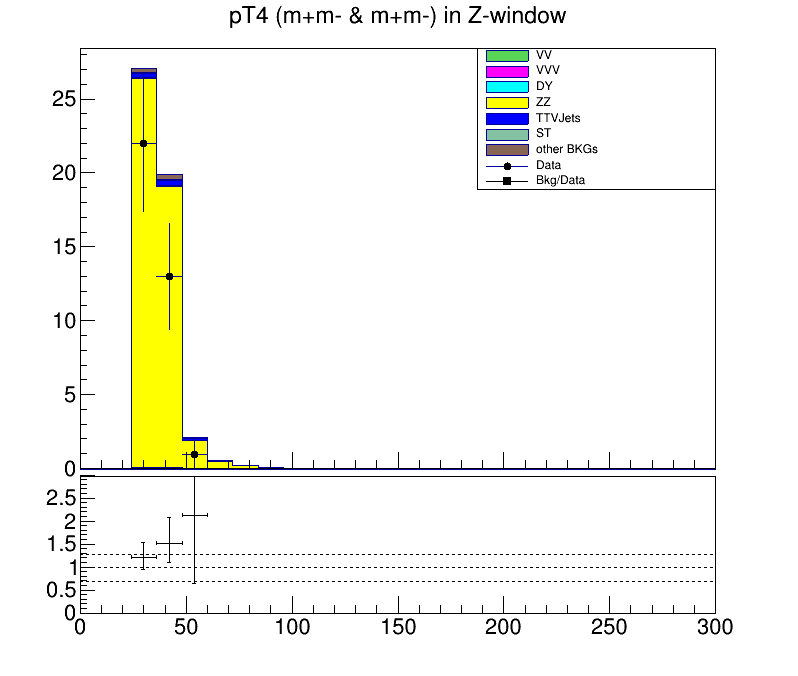 pT4 (m+m- & m+m-) in Z-window
VV
VVV
DY
ZZ
TTVJets
ST
other BKGs
Data
Bkg/Data
25
20
15
10
5
0
2.5
2
1.5
1
0.5
0
0 50 100 150 200 250 300